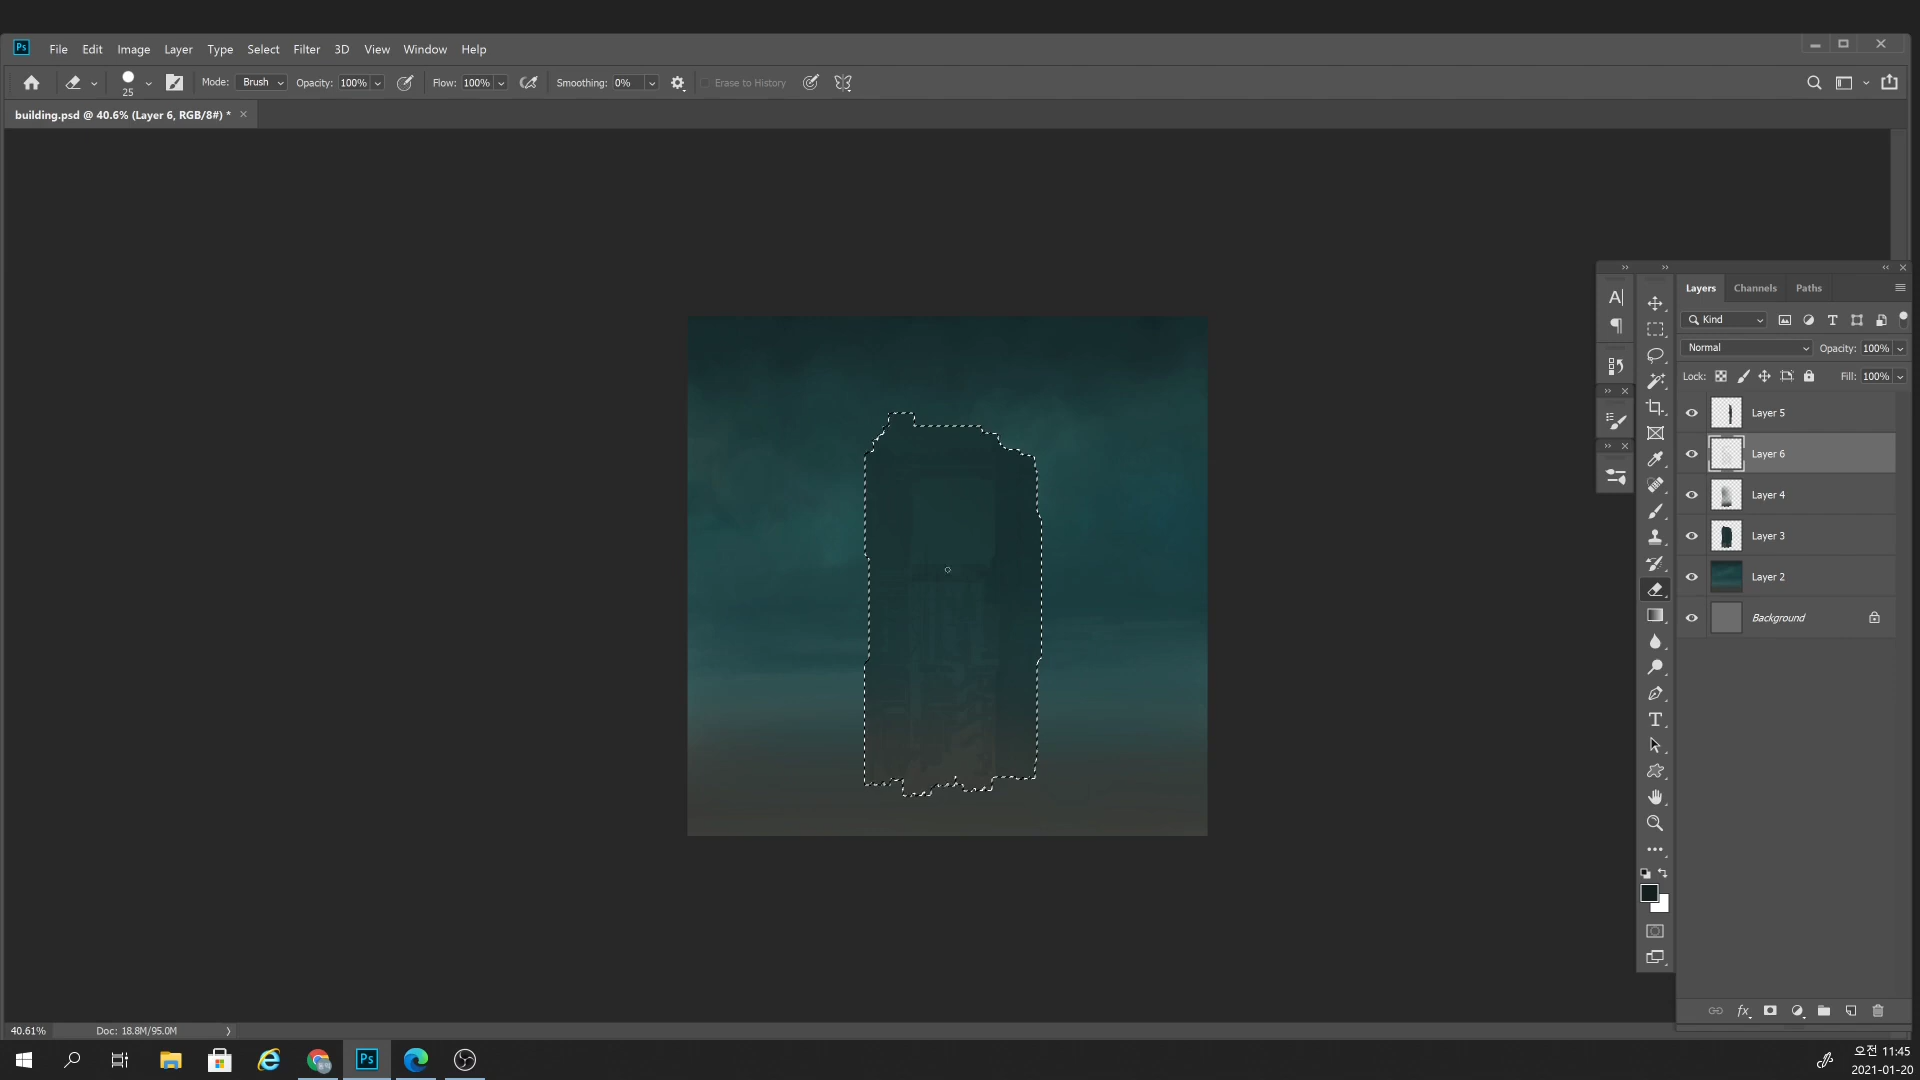 Ps File Edit Image Layer Type Select Filter 3D View Window Help
25 Mode: Brush Opacity: 100% Flow: 100% Smoothing: 0% Erase to History
building.psd @ 40.6% (Layer 6, RGB/8#) *
Layers Channels Paths
Kind
Normal Opacity: 100%
Lock: Fill: 100%
Layer 5
Layer 6
Layer 4
Layer 3
Layer 2
Background
40.61% Doc: 18.8M/95.0M
Ps
오전 11:45
2021-01-20